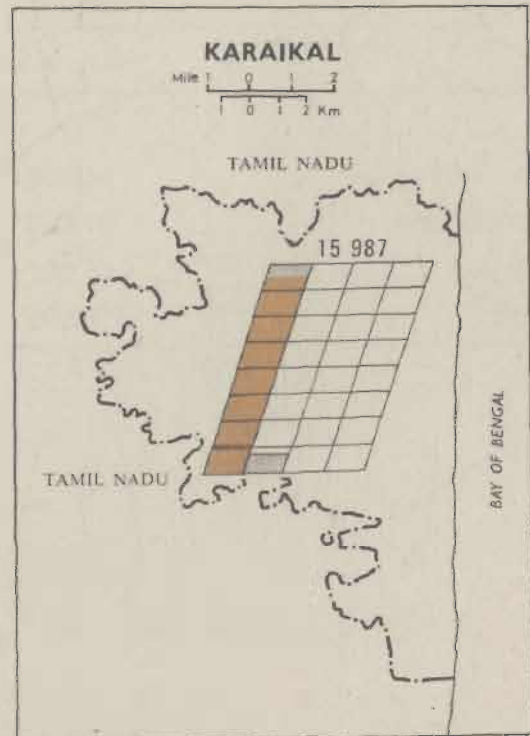 KARAIKAL
Mile 1 0 1 2
1 0 1 2 Km
TAMIL NADU
15 987
BAY OF BENGAL
TAMIL NADU